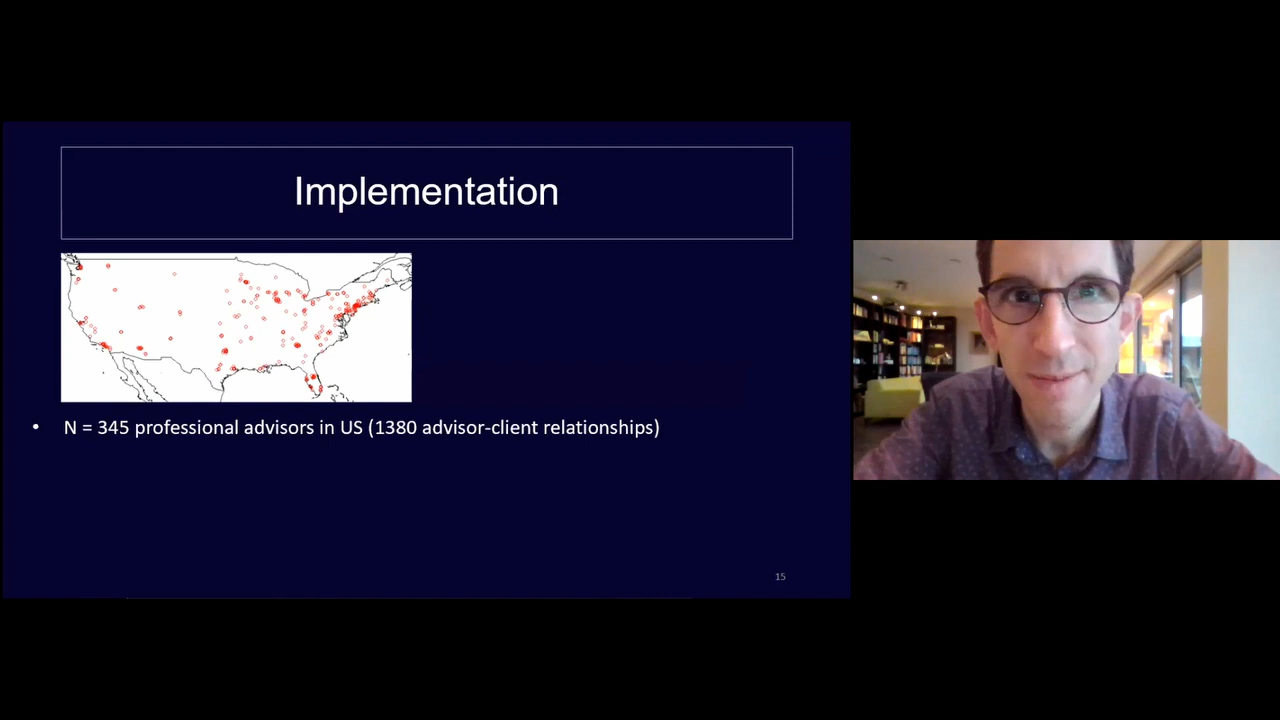 Implementation
• N = 345 professional advisors in US (1380 advisor-client relationships)
15